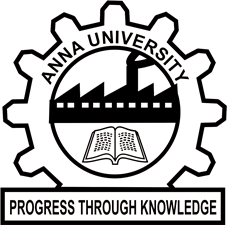 ANNA UNIVERSITY
PROGRESS THROUGH KNOWLEDGE